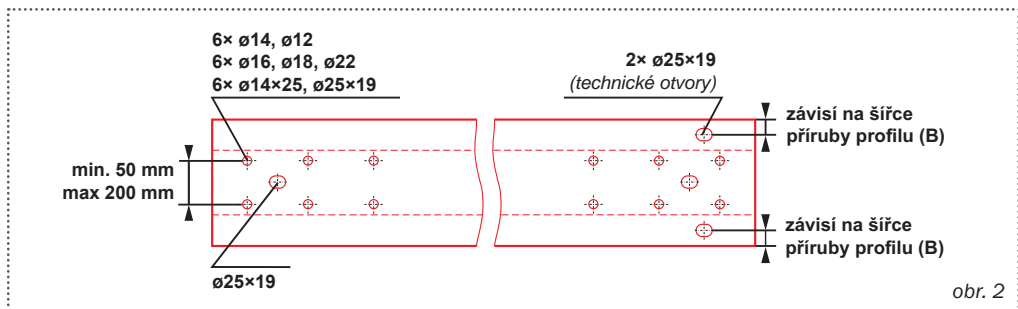 6× ø14, ø12
6× ø16, ø18, ø22
6× ø14×25, ø25×19
2× ø25×19
(technické otvory)
závisí na šířce
příruby profilu (B)
min. 50 mm
max 200 mm
závisí na šířce
příruby profilu (B)
ø25×19
obr. 2